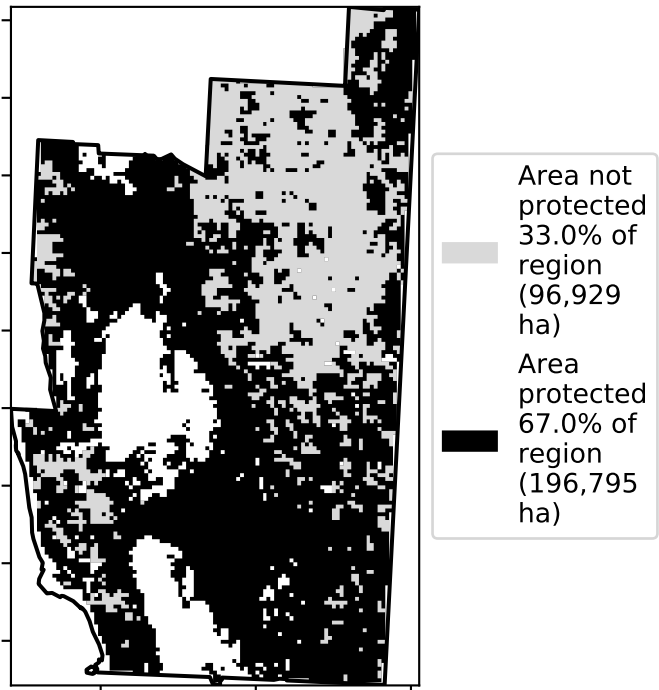 Area not
protected
33.0% of
region
(96,929
ha)
Area
protected
67.0% of
region
(196,795
ha)